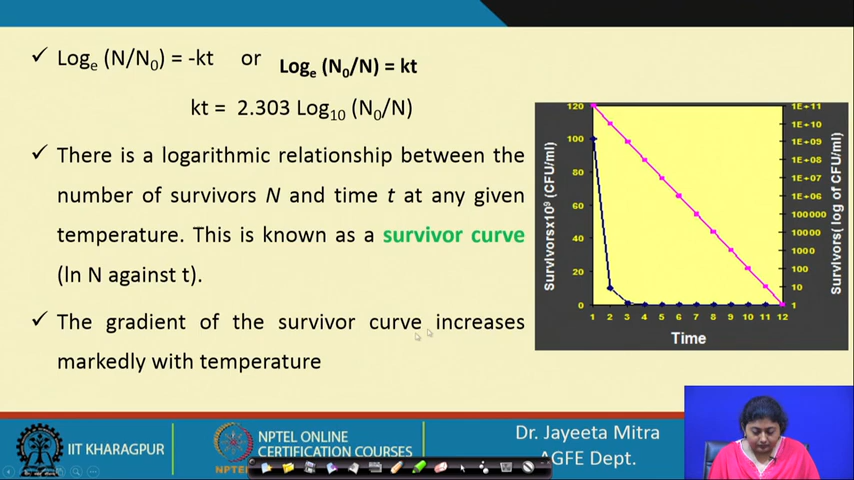 ✓ Logₑ (N/N₀) = -kt or Logₑ (N₀/N) = kt
kt = 2.303 Log₁₀ (N₀/N)
✓ There is a logarithmic relationship between the
number of survivors N and time t at any given
temperature. This is known as a survivor curve
(ln N against t).
✓ The gradient of the survivor curve increases
markedly with temperature
Survivorsx10⁹ (CFU/ml)
120
100
80
60
40
20
0
1 2 3 4 5 6 7 8 9 10 11 12
Time
1E+11
1E+10
1E+09
1E+08
1E+07
1E+06
100000
10000
1000
100
10
1
Survivors( log of CFU/ml)
IIT KHARAGPUR
NPTEL
NPTEL ONLINE
CERTIFICATION COURSES
Dr. Jayeeta Mitra
AGFE Dept.